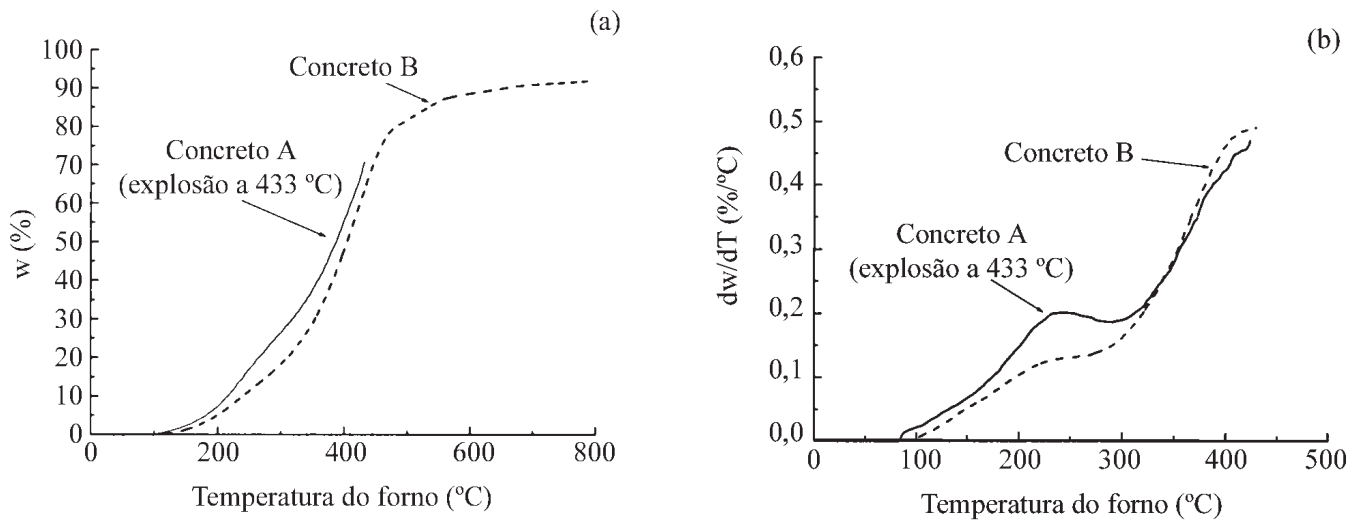 (a)
100
90
80
70
60
50
40
30
20
10
0
w (%)
Concreto B
Concreto A
(explosão a 433 ºC)
0 200 400 600 800
Temperatura do forno (ºC)
(b)
0,6
0,5
0,4
0,3
0,2
0,1
0,0
dw/dT (%/ºC)
Concreto B
Concreto A
(explosão a 433 ºC)
0 100 200 300 400 500
Temperatura do forno (ºC)